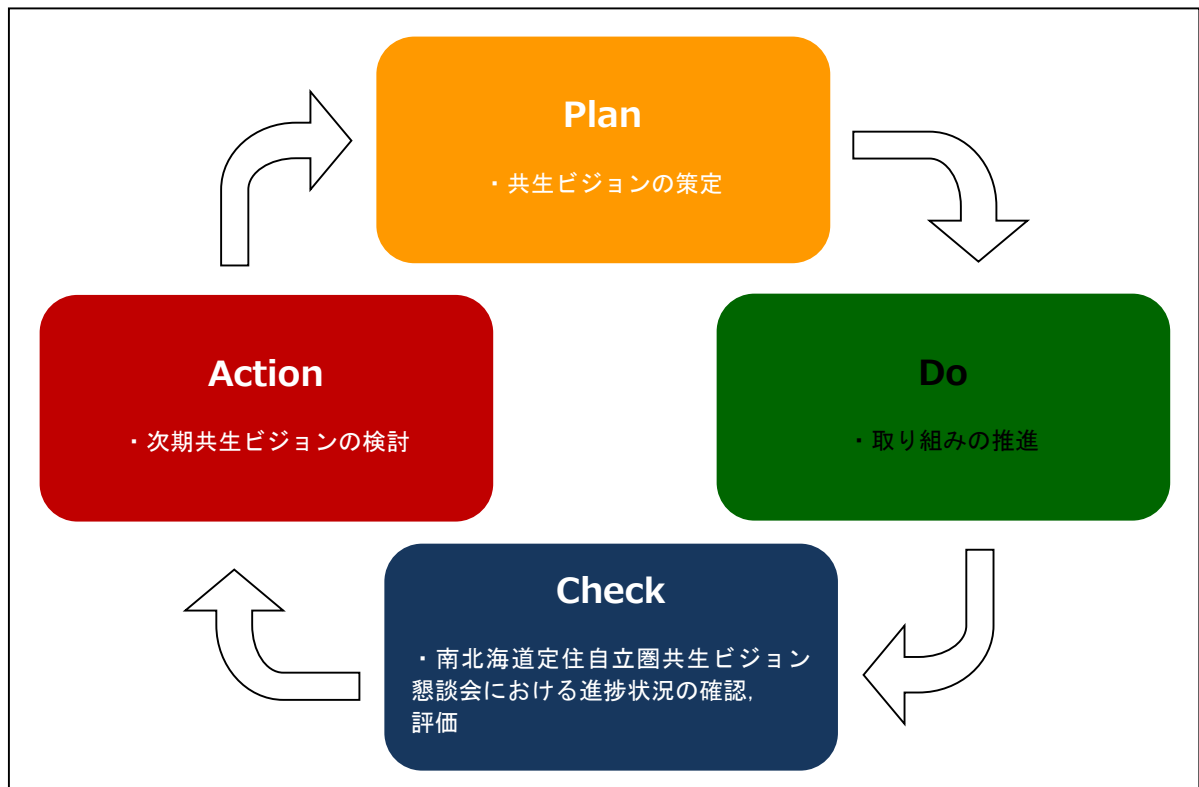 Plan
・共生ビジョンの策定
Action
・次期共生ビジョンの検討
Do
・取り組みの推進
Check
・南北海道定住自立圏共生ビジョン
懇談会における進捗状況の確認,
評価